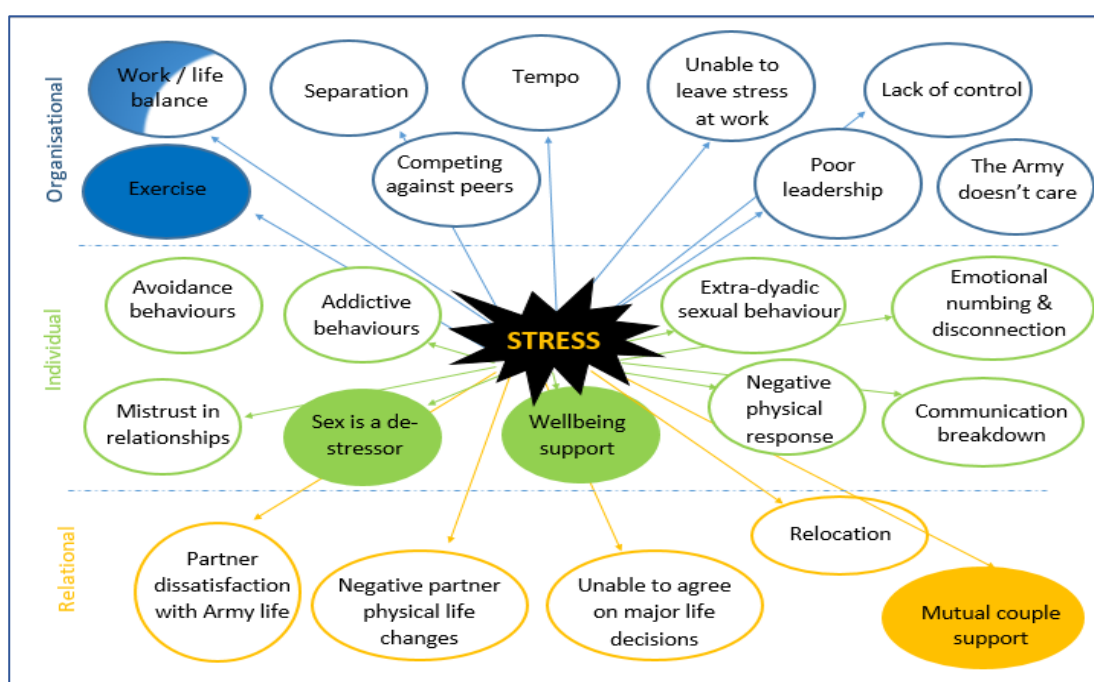 Organisational
Work / life
balance
Separation
Tempo
Unable to
leave stress
at work
Lack of control
Exercise
Competing
against peers
Poor
leadership
The Army
doesn't care
Individual
Avoidance
behaviours
Addictive
behaviours
STRESS
Extra-dyadic
sexual behaviour
Emotional
numbing &
disconnection
Mistrust in
relationships
Sex is a de-
stressor
Wellbeing
support
Negative
physical
response
Communication
breakdown
Relational
Partner
dissatisfaction
with Army life
Negative partner
physical life
changes
Unable to agree
on major life
decisions
Relocation
Mutual couple
support